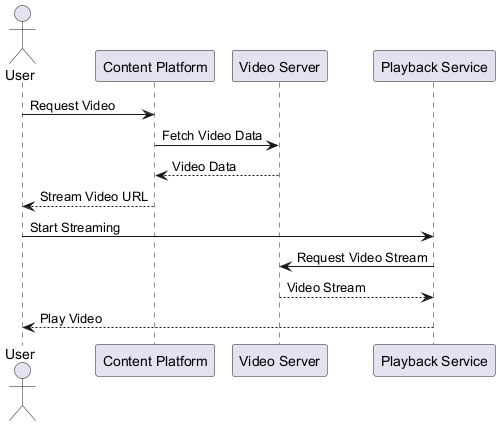 User
Content Platform
Video Server
Playback Service
Request Video
Fetch Video Data
Video Data
Stream Video URL
Start Streaming
Request Video Stream
Video Stream
Play Video
User
Content Platform
Video Server
Playback Service